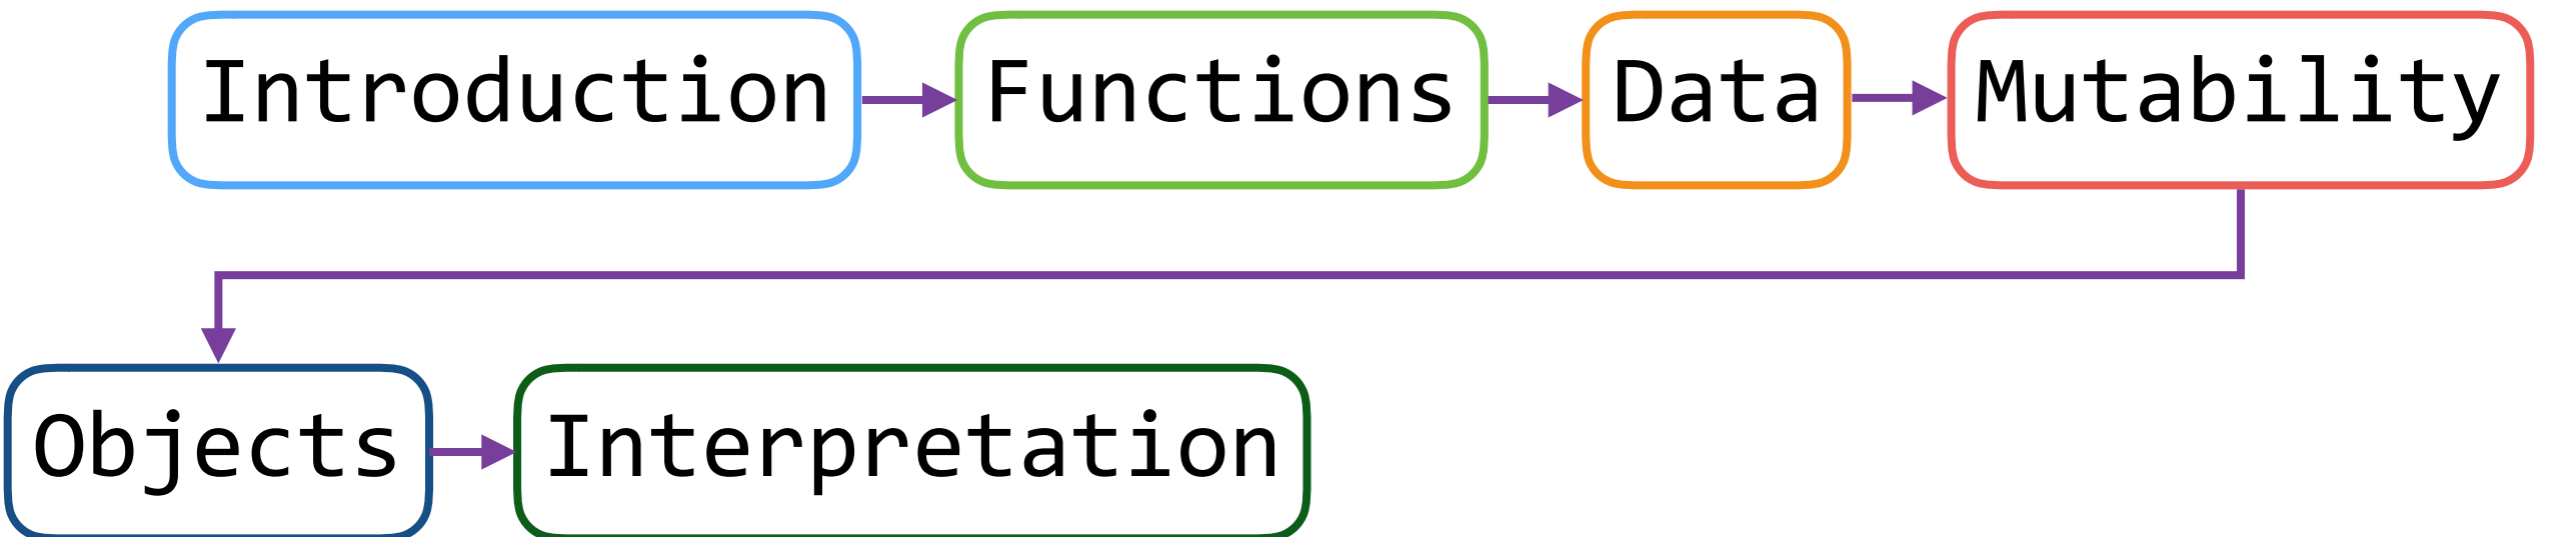 Introduction Functions Data Mutability
Objects Interpretation